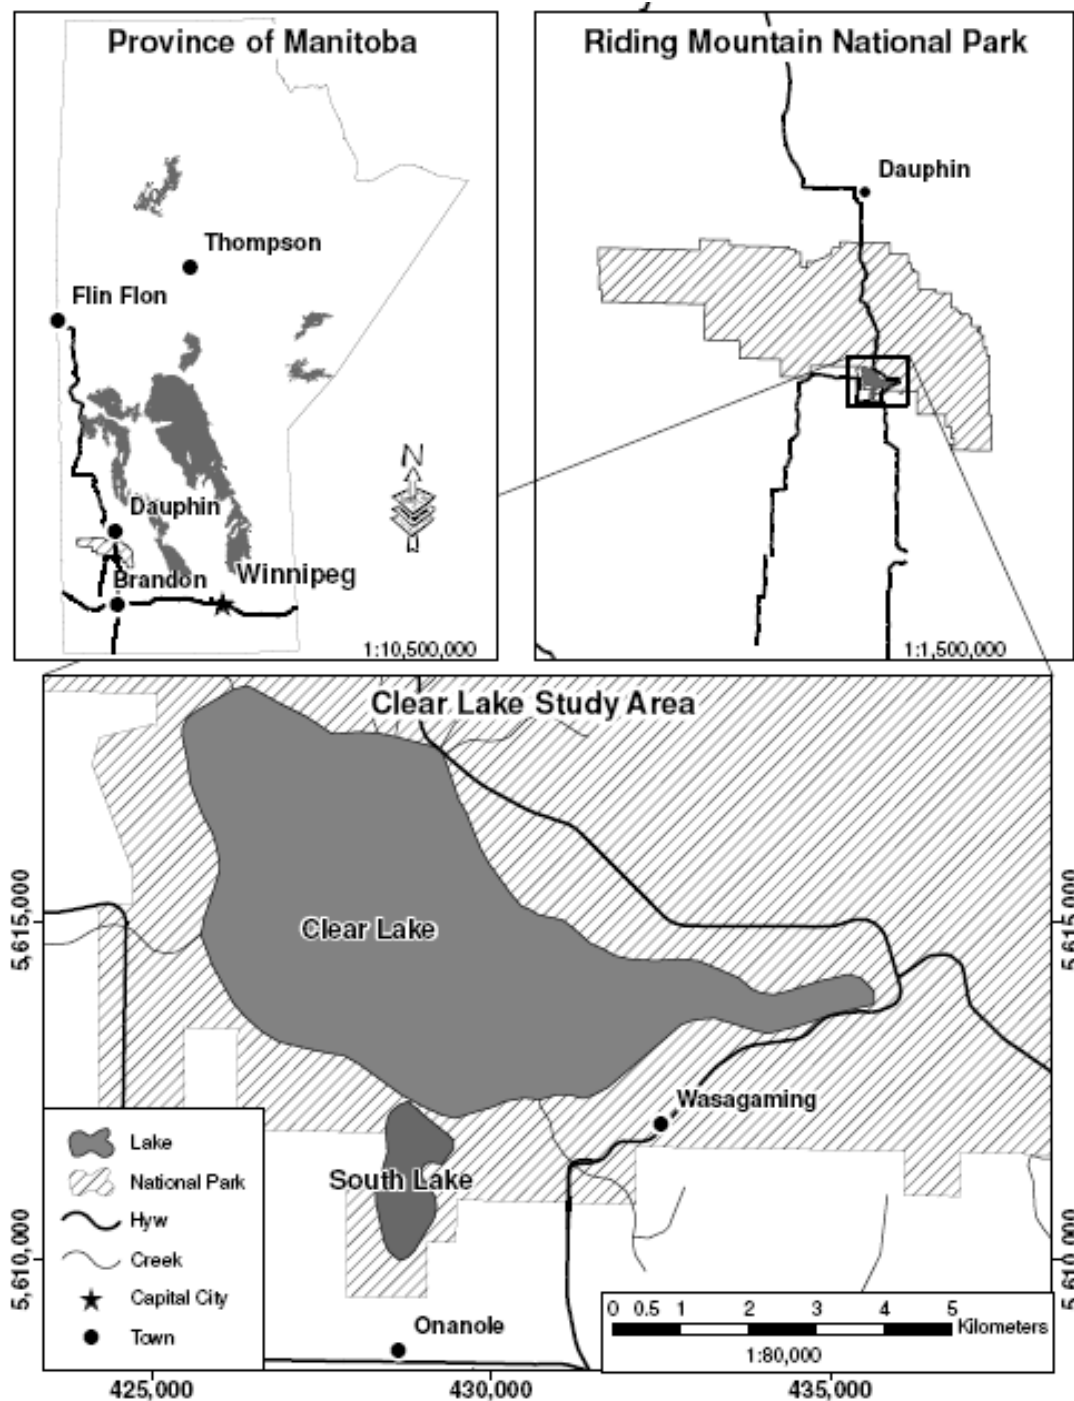 Province of Manitoba
Thompson
Flin Flon
N
Dauphin
Brandon
Winnipeg
1:10,500,000
Riding Mountain National Park
Dauphin
1:1,500,000
Clear Lake Study Area
5,615,000
5,615,000
Clear Lake
Wasagaming
South Lake
Lake
National Park
Hyw
Creek
Capital City
Town
5,610,000
5,610,000
Onanole
0 0.5 1 2 3 4 5
Kilometers
1:80,000
425,000
430,000
435,000